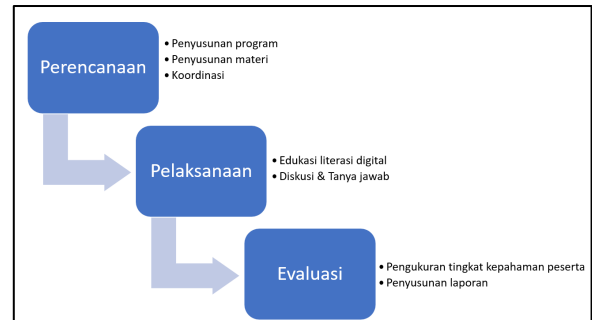 Perencanaan
• Penyusunan program
• Penyusunan materi
• Koordinasi
Pelaksanaan
• Edukasi literasi digital
• Diskusi & Tanya jawab
Evaluasi
• Pengukuran tingkat kepahaman peserta
• Penyusunan laporan